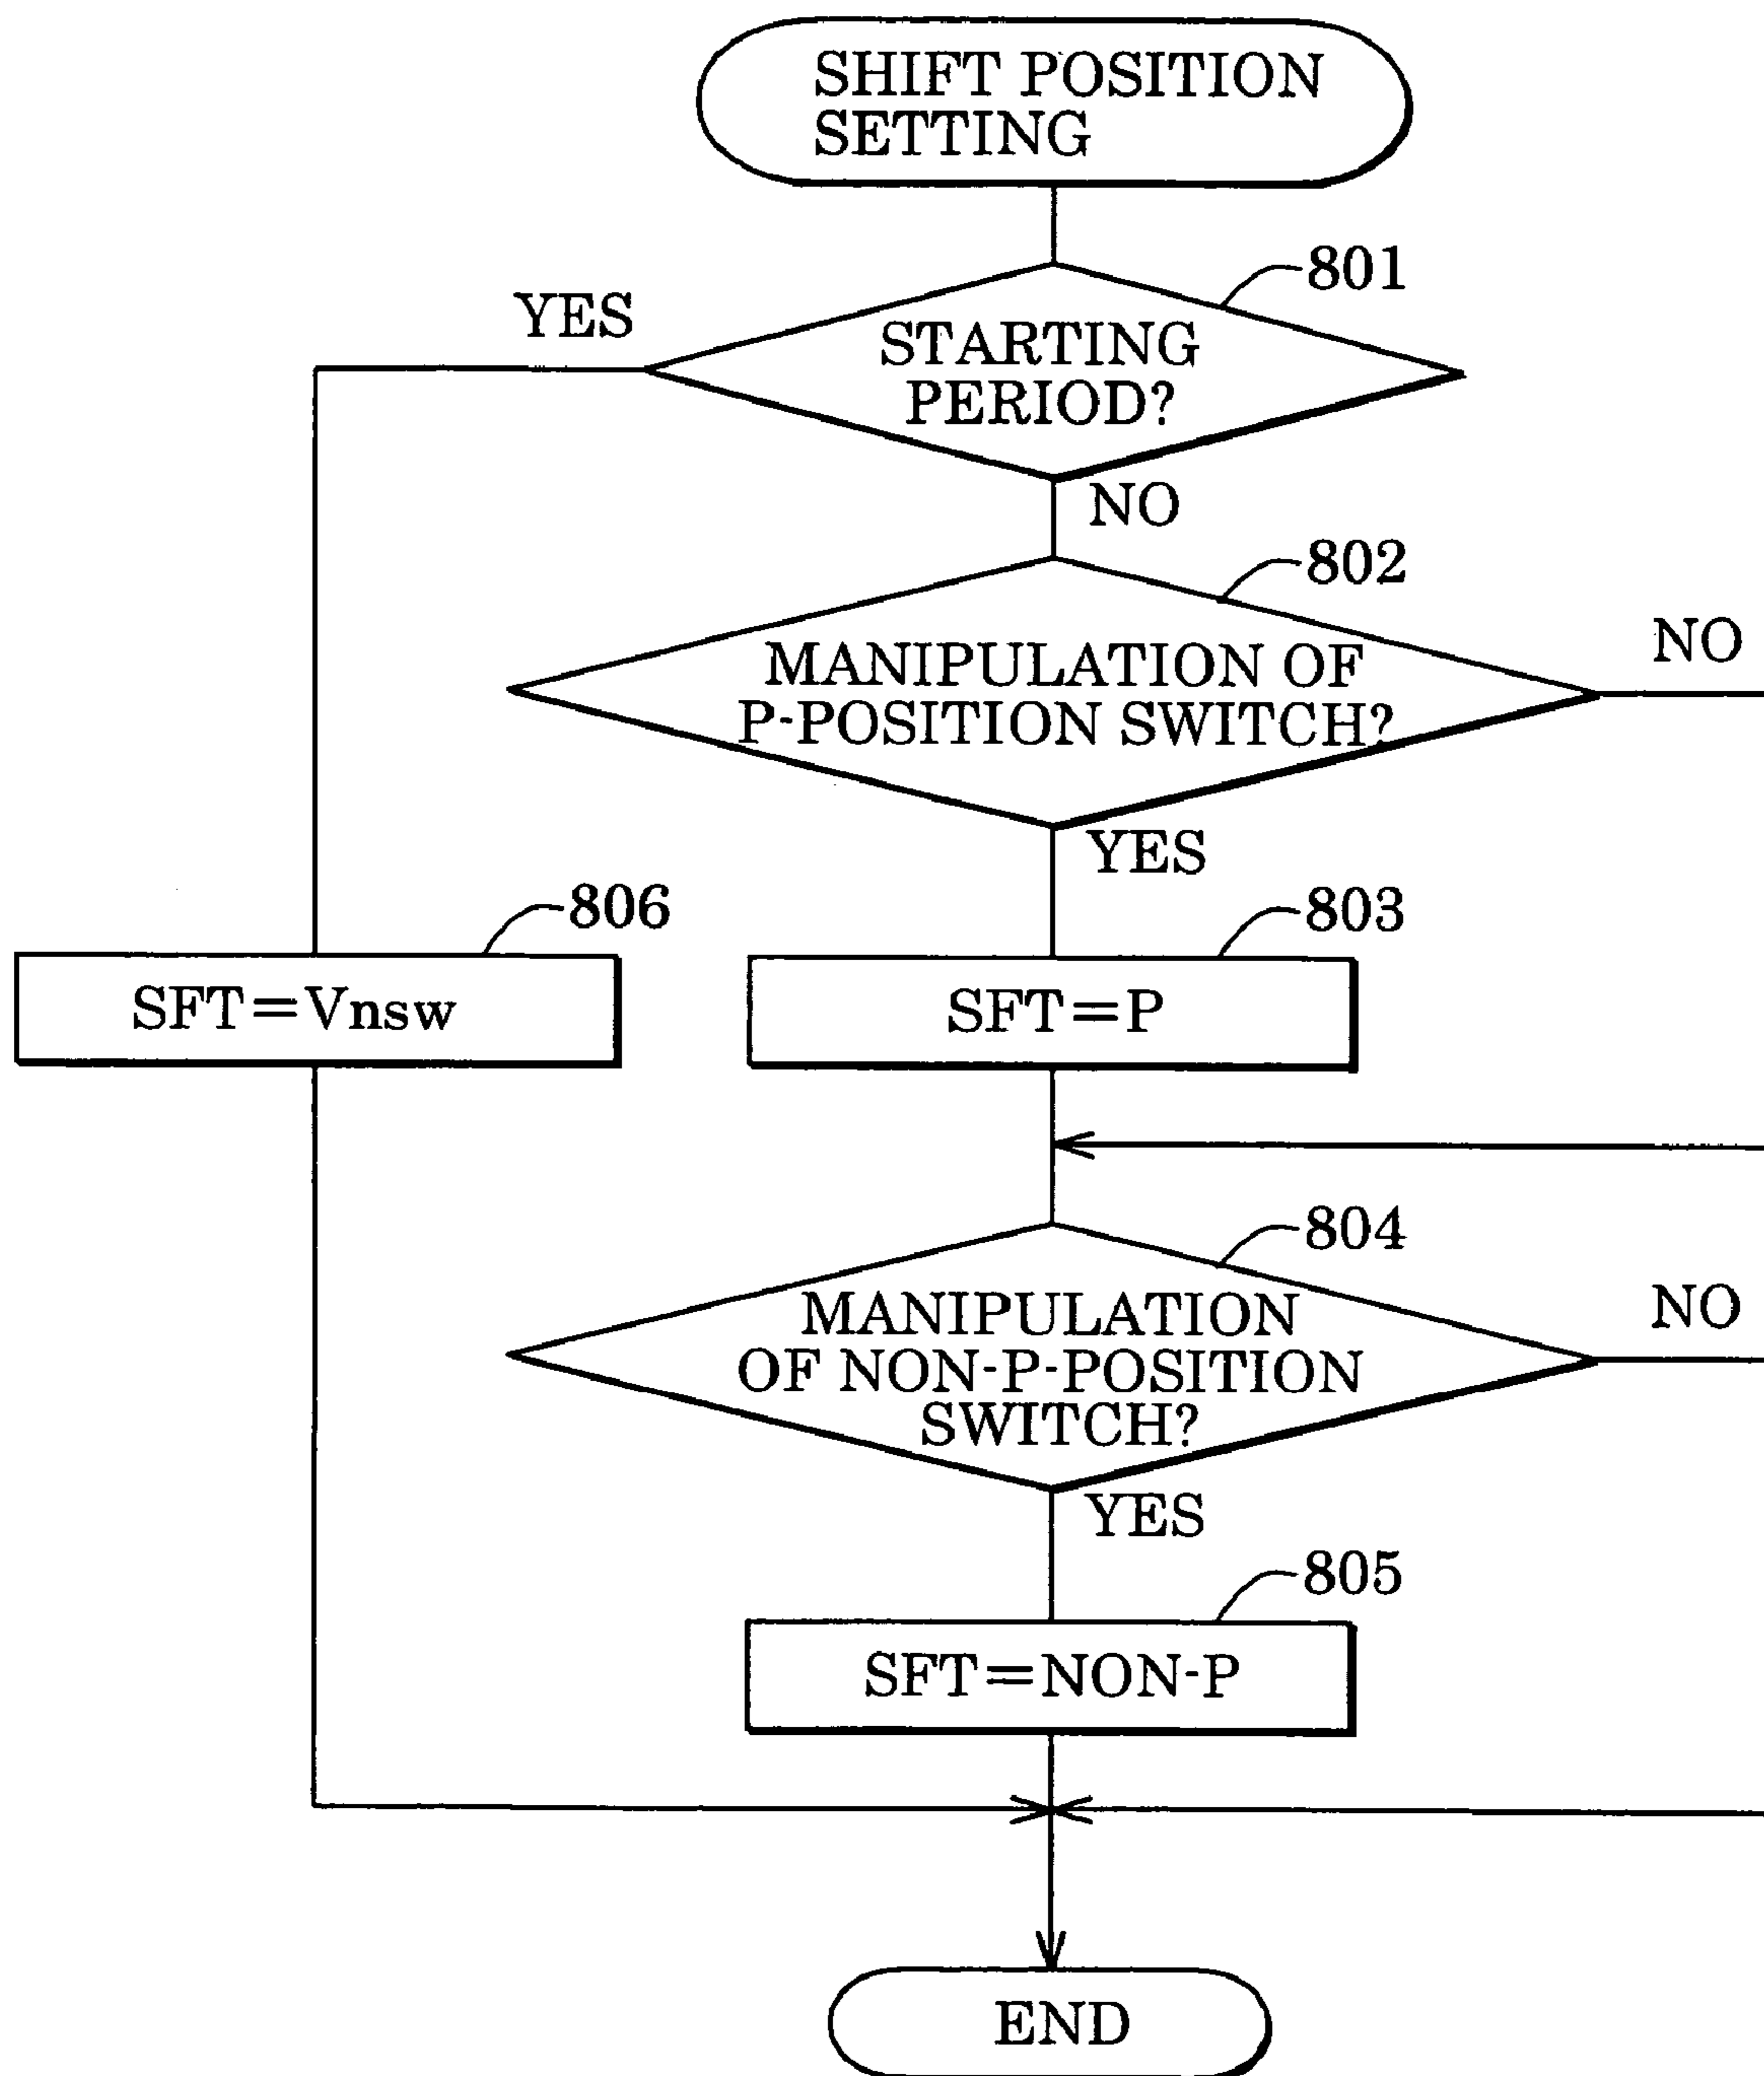 SHIFT POSITION
SETTING
801
YES
STARTING
PERIOD?
NO
802
NO
MANIPULATION OF
P-POSITION SWITCH?
YES
806
803
SFT=Vnsw
SFT=P
804
NO
MANIPULATION
OF NON-P-POSITION
SWITCH?
YES
805
SFT=NON-P
END